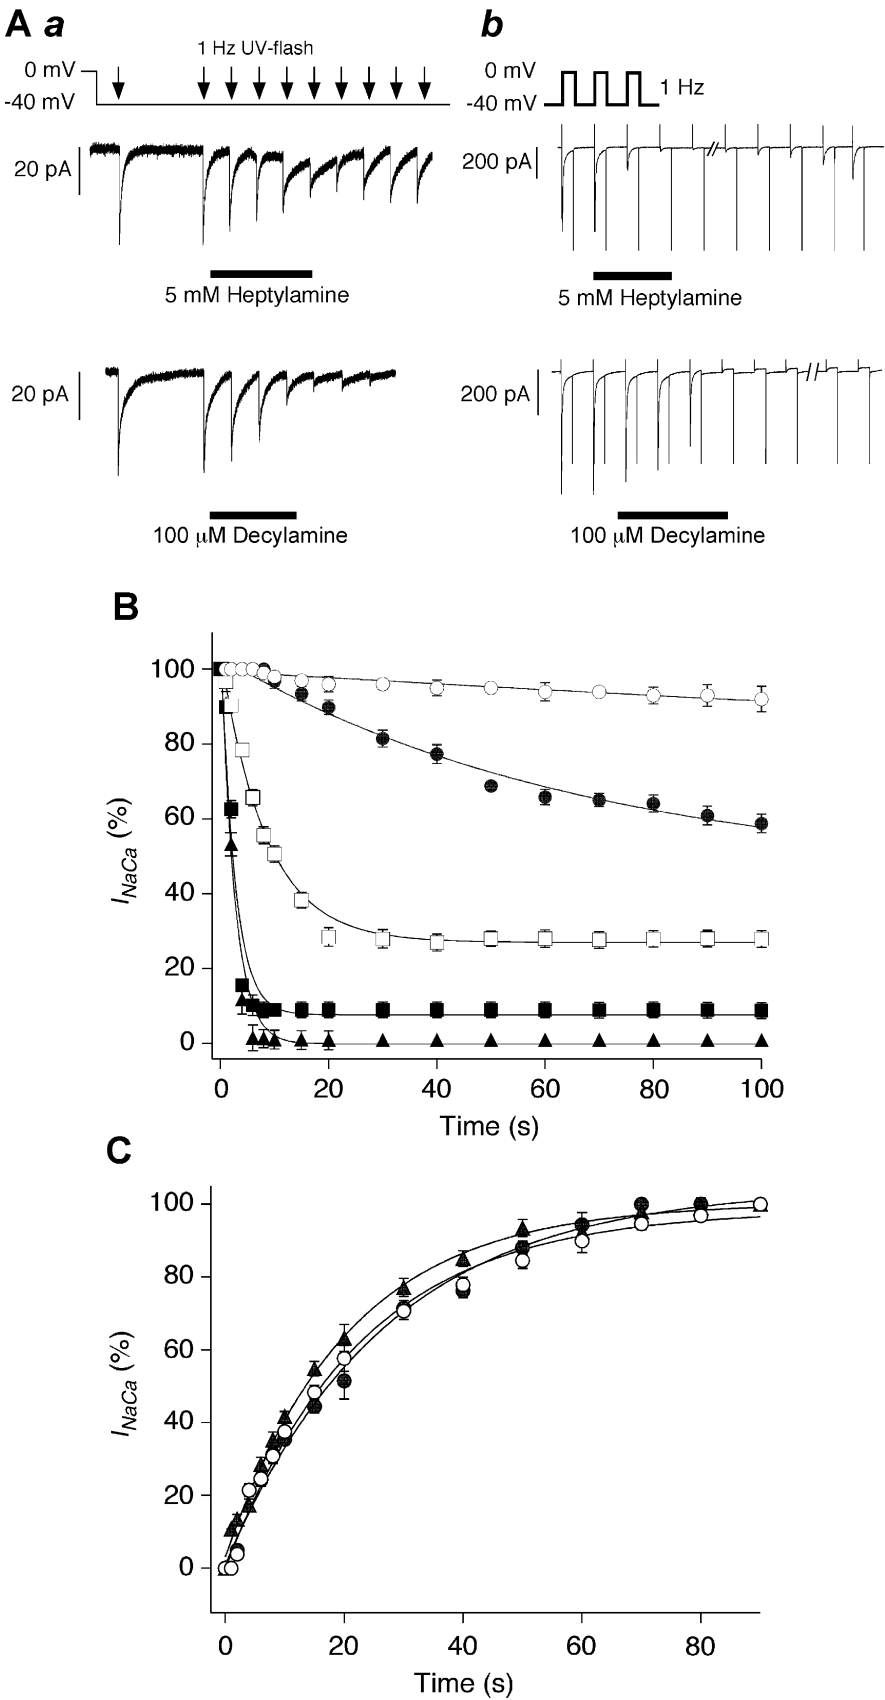 A a
1 Hz UV-flash
0 mV
-40 mV
20 pA
5 mM Heptylamine
20 pA
100 µM Decylamine
b
0 mV
-40 mV
1 Hz
200 pA
5 mM Heptylamine
200 pA
100 µM Decylamine
B
100
80
60
40
20
0
I NaCa (%)
0 20 40 60 80 100
Time (s)
C
100
80
60
40
20
0
I NaCa (%)
0 20 40 60 80
Time (s)